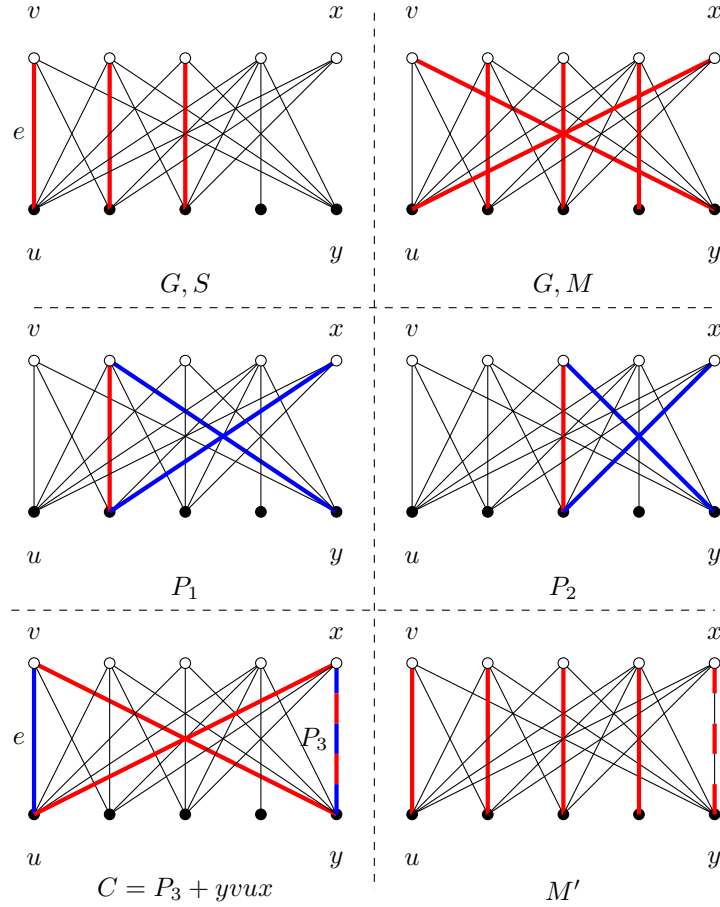 v x v x
e
u y u y
G, S G, M
v x v x
u y u y
P₁ P₂
v x v x
e P₃
u y u y
C = P₃ + yvux M′